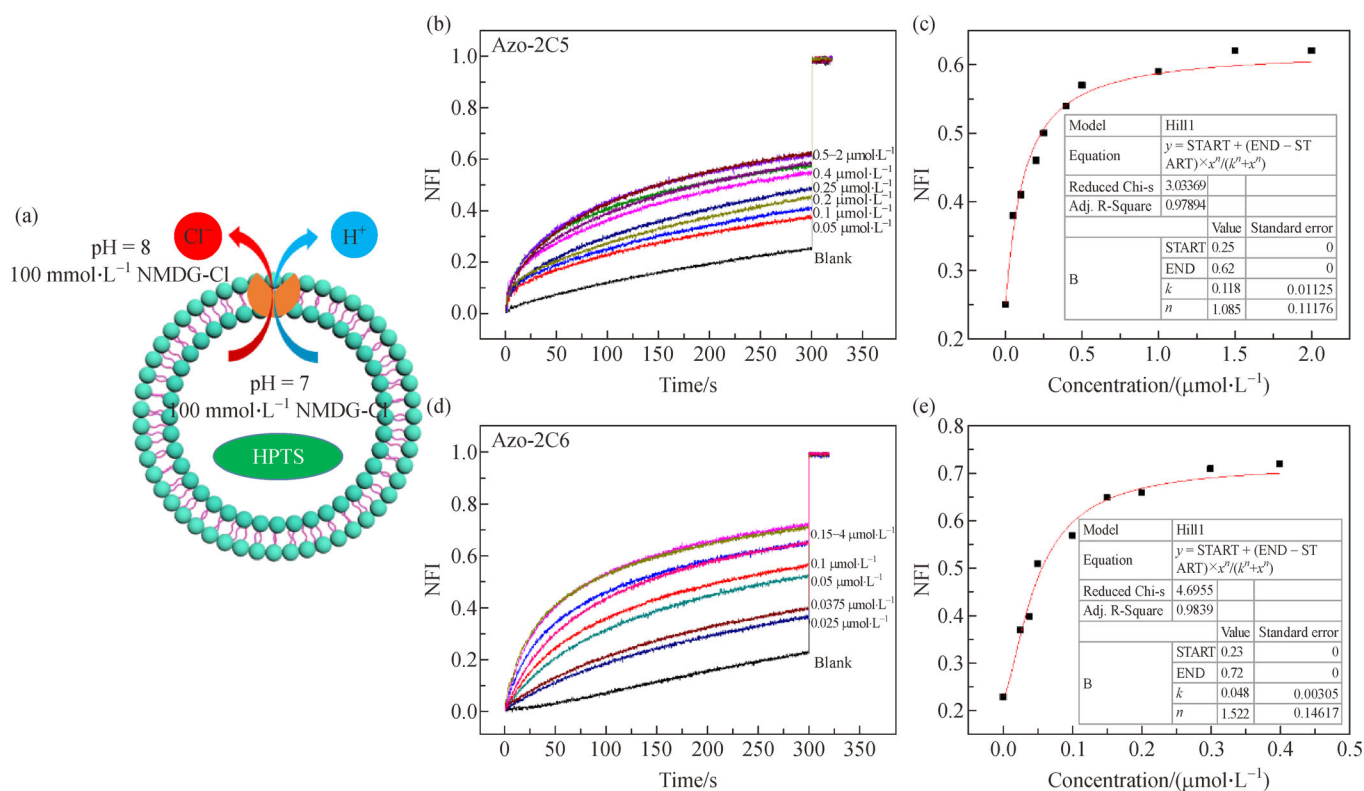 (a)
pH = 8
100 mmol·L⁻¹ NMDG-Cl
Cl⁻
H⁺
pH = 7
100 mmol·L⁻¹ NMDG-Cl
HPTS
(b)
Azo-2C5
1.0
0.8
0.6
0.4
0.2
0.0
NFI
0.5–2 μmol·L⁻¹
0.4 μmol·L⁻¹
0.25 μmol·L⁻¹
0.2 μmol·L⁻¹
0.1 μmol·L⁻¹
0.05 μmol·L⁻¹
Blank
0 50 100 150 200 250 300 350
Time/s
(c)
0.6
0.5
0.4
0.3
0.2
NFI
Model Hill1
Equation y = START + (END – ST
ART)×xⁿ/(kⁿ+xⁿ)
Reduced Chi-s 3.03369
Adj. R-Square 0.97894
Value Standard error
B
START 0.25 0
END 0.62 0
k 0.118 0.01125
n 1.085 0.11176
0.0 0.5 1.0 1.5 2.0
Concentration/(μmol·L⁻¹)
(d)
Azo-2C6
1.0
0.8
0.6
0.4
0.2
0.0
NFI
0.15–4 μmol·L⁻¹
0.1 μmol·L⁻¹
0.05 μmol·L⁻¹
0.0375 μmol·L⁻¹
0.025 μmol·L⁻¹
Blank
0 50 100 150 200 250 300 350
Time/s
(e)
0.8
0.7
0.6
0.5
0.4
0.3
0.2
NFI
Model Hill1
Equation y = START + (END – ST
ART)×xⁿ/(kⁿ+xⁿ)
Reduced Chi-s 4.6955
Adj. R-Square 0.9839
Value Standard error
B
START 0.23 0
END 0.72 0
k 0.048 0.00305
n 1.522 0.14617
0.0 0.1 0.2 0.3 0.4 0.5
Concentration/(μmol·L⁻¹)